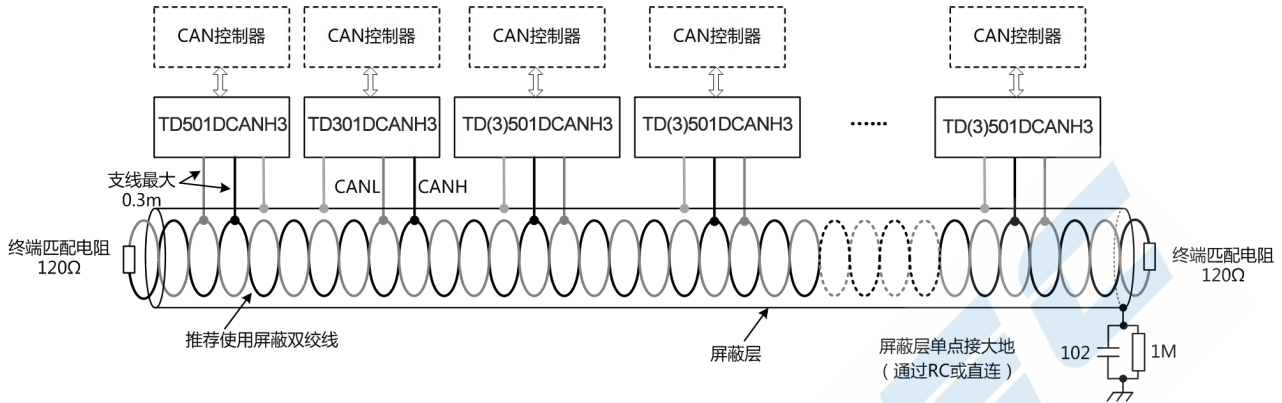 CAN控制器
CAN控制器
CAN控制器
CAN控制器
CAN控制器
TD501DCANH3
TD301DCANH3
TD(3)501DCANH3
TD(3)501DCANH3
······
TD(3)501DCANH3
支线最大
0.3m
CANL
CANH
终端匹配电阻
120Ω
终端匹配电阻
120Ω
推荐使用屏蔽双绞线
屏蔽层
屏蔽层单点接大地
（通过RC或直连）
102
1M